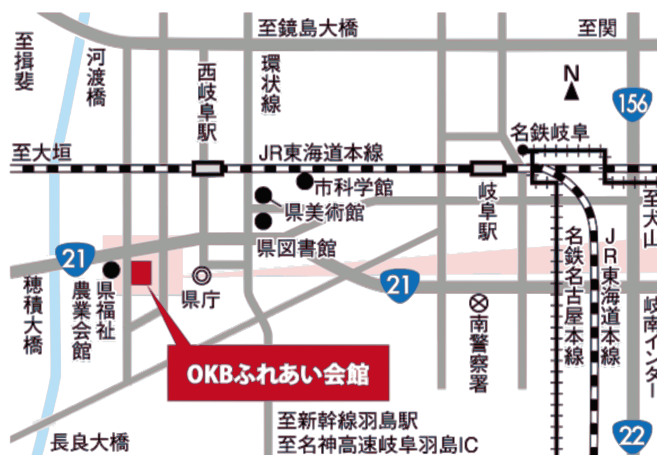 至鏡島大橋
至関
至揖斐
河渡橋
西岐阜駅
環状線
N
156
名鉄岐阜
至大垣
JR東海道本線
市科学館
県美術館
岐阜駅
至犬山
県図書館
21
穂積大橋
県福祉
農業会館
県庁
21
南警察署
名鉄名古屋本線
JR東海道本線
岐南インター
OKBふれあい会館
長良大橋
至新幹線羽島駅
至名神高速岐阜羽島IC
22